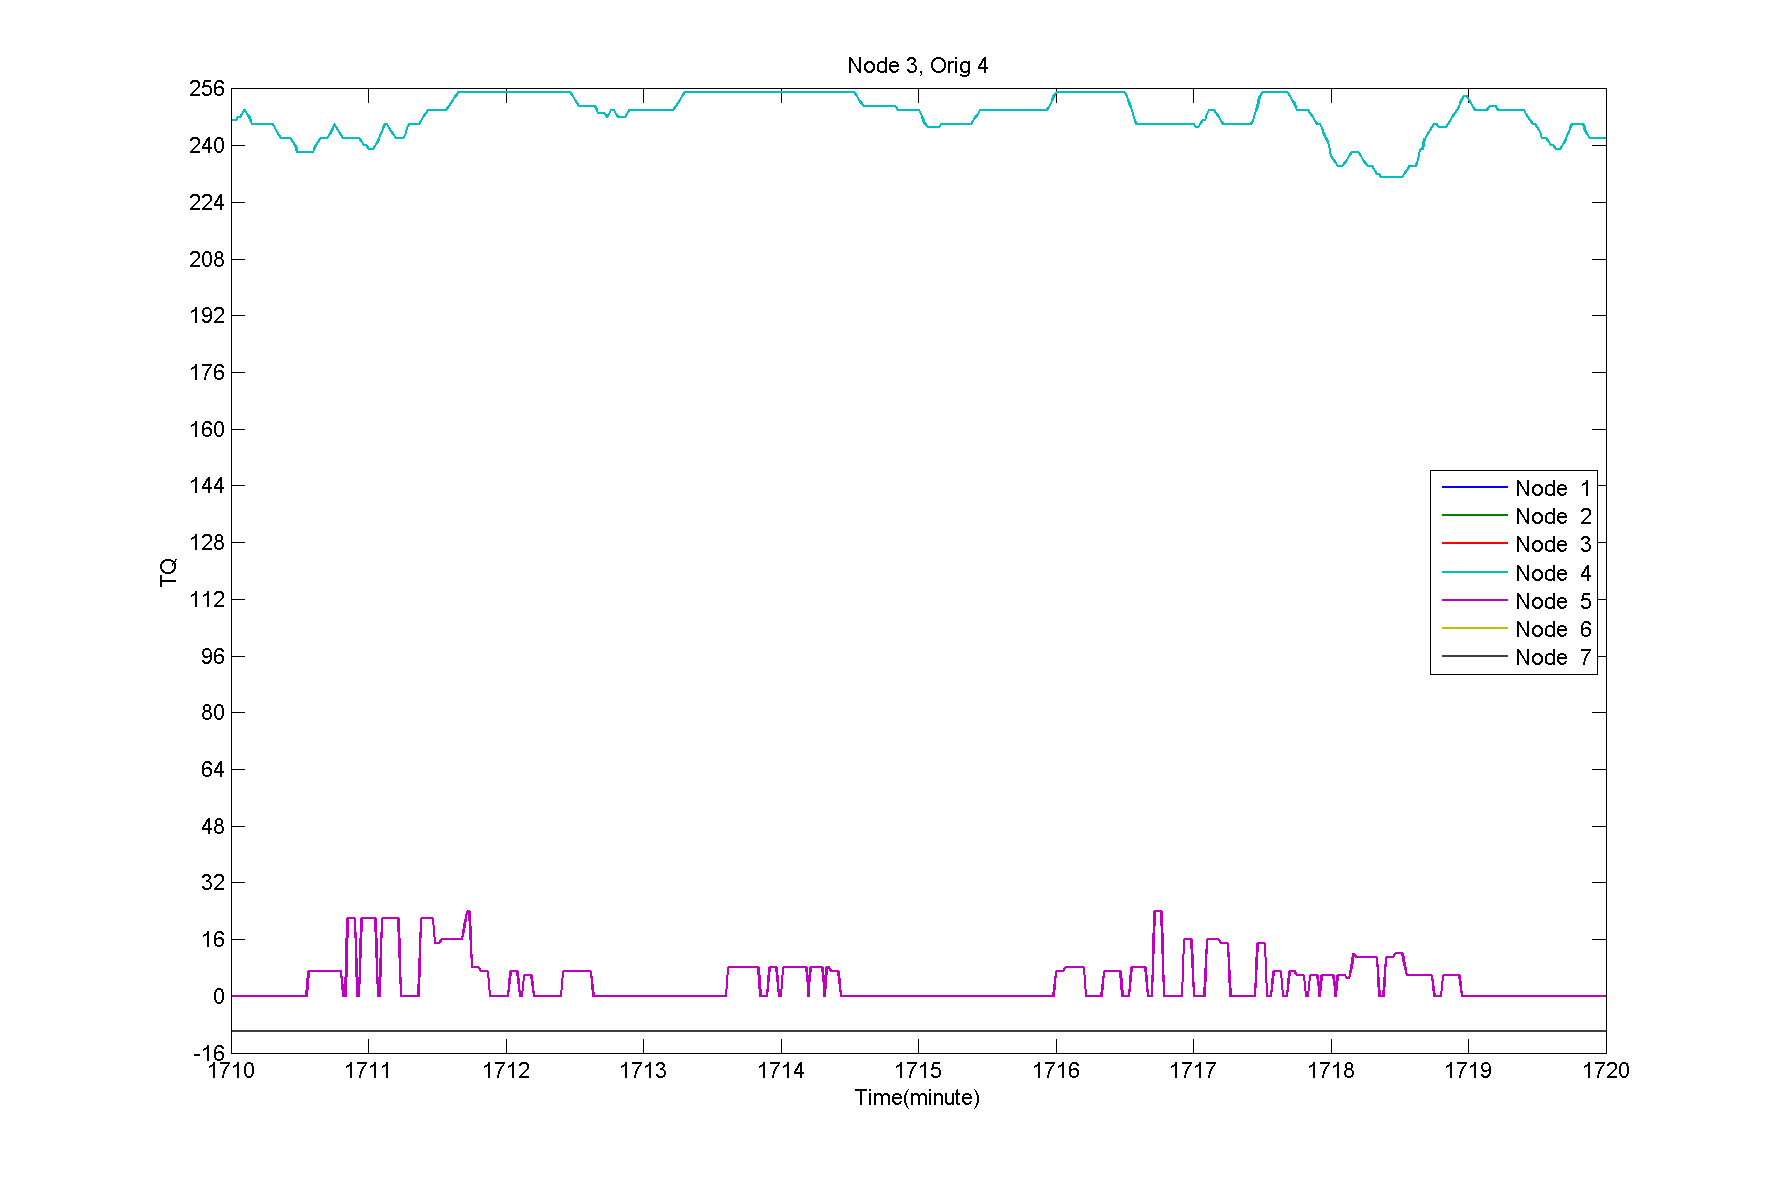 Node 3, Orig 4
256
240
224
208
192
176
160
144
128
112
96
80
64
48
32
16
0
-16
TQ
Node 1
Node 2
Node 3
Node 4
Node 5
Node 6
Node 7
1710 1711 1712 1713 1714 1715 1716 1717 1718 1719 1720
Time(minute)